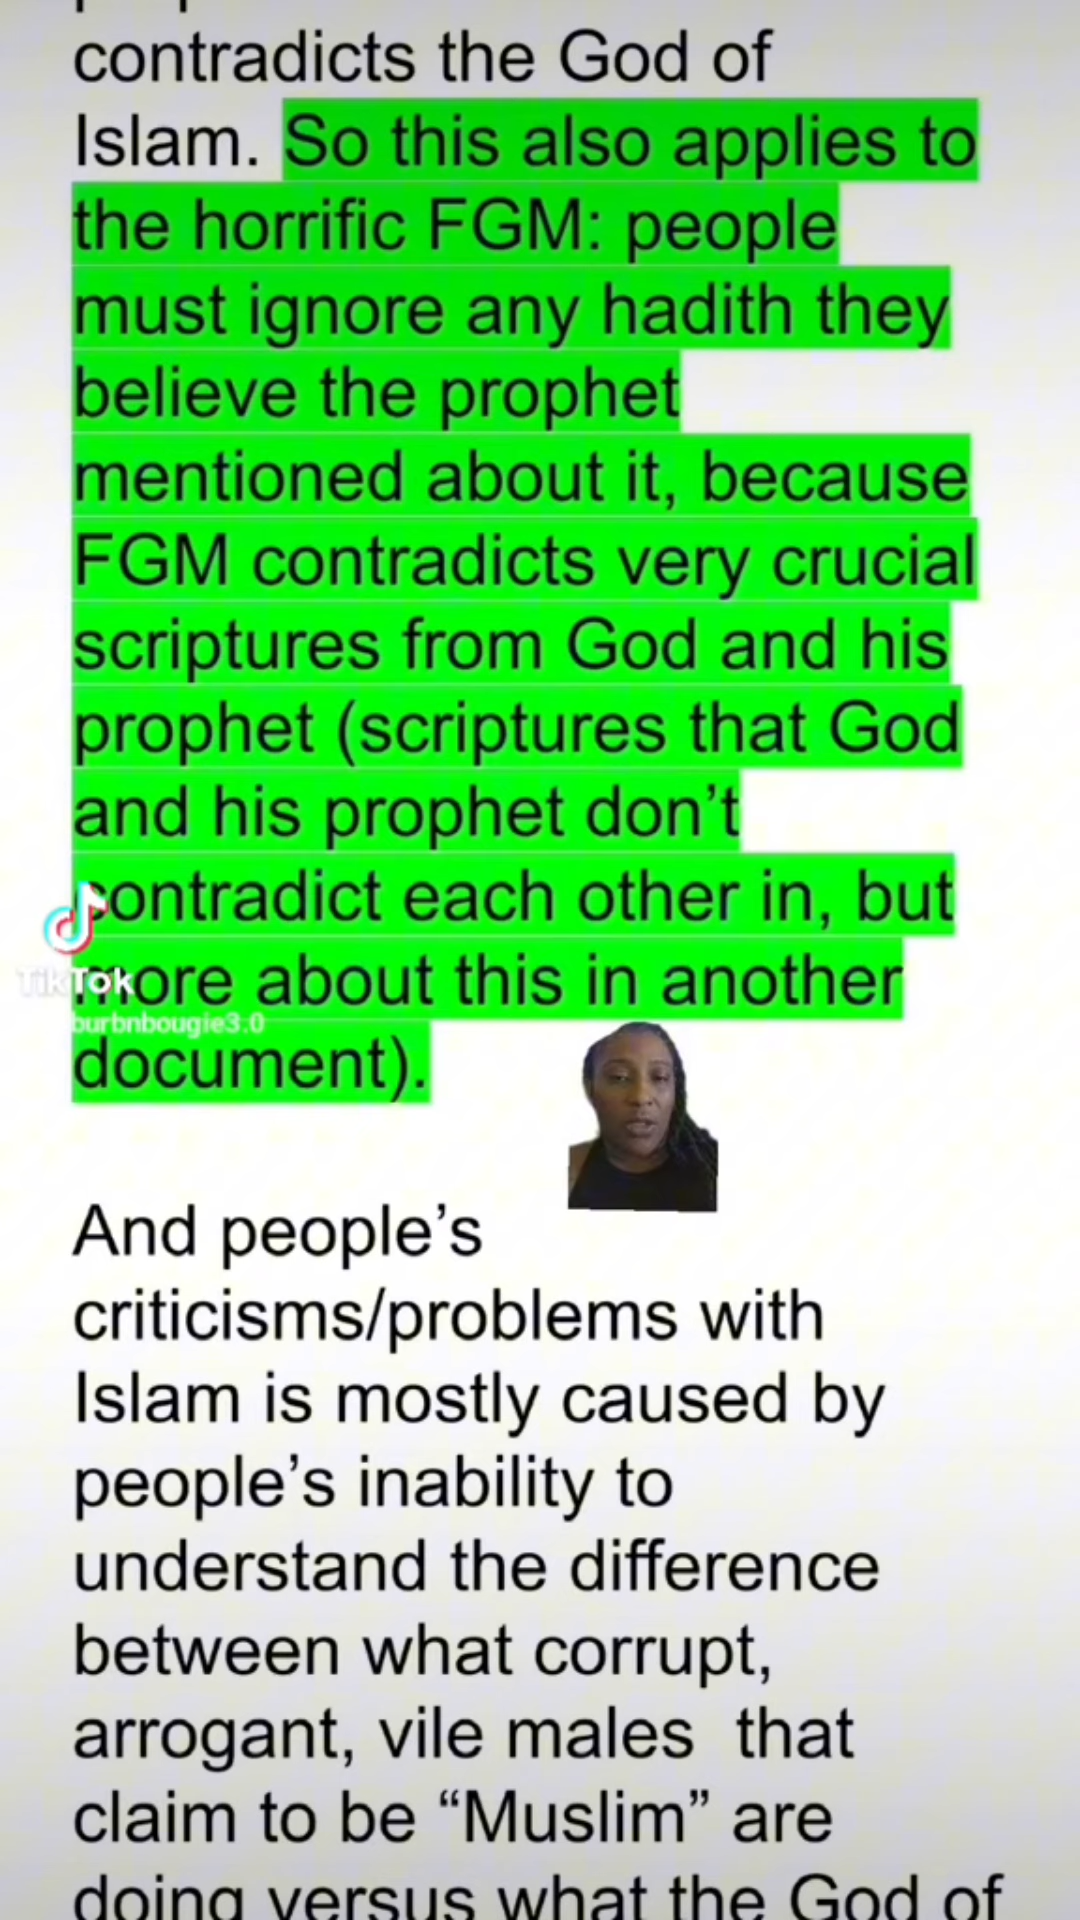 contradicts the God of
Islam. So this also applies to
the horrific FGM: people
must ignore any hadith they
believe the prophet
mentioned about it, because
FGM contradicts very crucial
scriptures from God and his
prophet (scriptures that God
and his prophet don’t
contradict each other in, but
more about this in another
document).
TikTok
burbnbougie3.0
And people’s
criticisms/problems with
Islam is mostly caused by
people’s inability to
understand the difference
between what corrupt,
arrogant, vile males that
claim to be “Muslim” are
doing versus what the God of